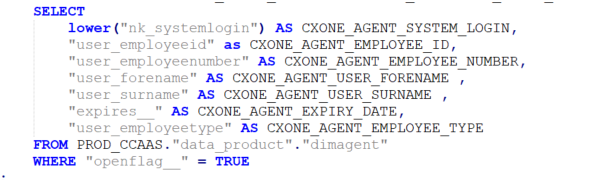 SELECT
lower("nk_systemlogin") AS CXONE_AGENT_SYSTEM_LOGIN,
"user_employeeid" as CXONE_AGENT_EMPLOYEE_ID,
"user_employeenumber" AS CXONE_AGENT_EMPLOYEE_NUMBER,
"user_forename" AS CXONE_AGENT_USER_FORENAME ,
"user_surname" AS CXONE_AGENT_USER_SURNAME ,
"expires__" AS CXONE_AGENT_EXPIRY_DATE,
"user_employeetype" AS CXONE_AGENT_EMPLOYEE_TYPE
FROM PROD_CCAAS."data_product"."dimagent"
WHERE "openflag__" = TRUE